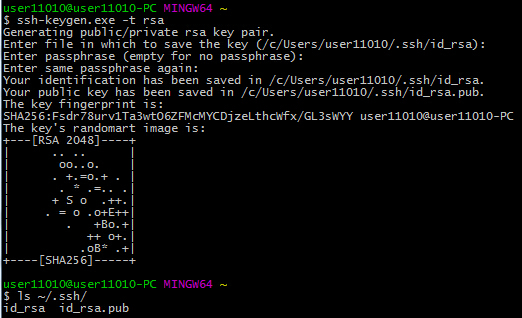 user11010@user11010-PC MINGW64 ~
$ ssh-keygen.exe -t rsa
Generating public/private rsa key pair.
Enter file in which to save the key (/c/Users/user11010/.ssh/id_rsa):
Enter passphrase (empty for no passphrase):
Enter same passphrase again:
Your identification has been saved in /c/Users/user11010/.ssh/id_rsa.
Your public key has been saved in /c/Users/user11010/.ssh/id_rsa.pub.
The key fingerprint is:
SHA256:Fsdr78urv1Ta3wtO6ZFMcMYCDjzeLthcWfx/GL3sWYY user11010@user11010-PC
The key's randomart image is:
+---[RSA 2048]----+
|      .. ..      |
|       oo..o.    |
|      . +.=o.+ . |
|       . * .=.. .|
|      + S o  .++.|
|     . = o .o+E++|
|        .   +Bo.+|
|           ++ o+.|
|          .oB* .+|
+----[SHA256]-----+
user11010@user11010-PC MINGW64 ~
$ ls ~/.ssh/
id_rsa  id_rsa.pub